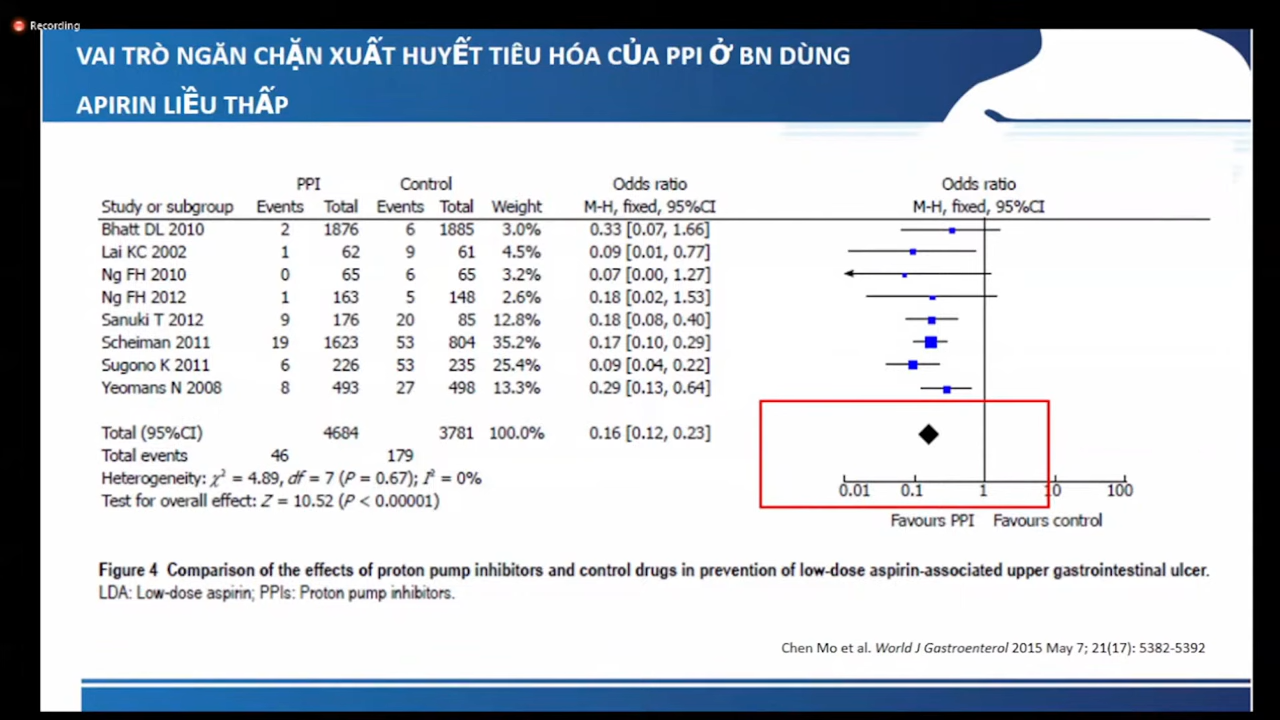 Recording
VAI TRÒ NGĂN CHẶN XUẤT HUYẾT TIÊU HÓA CỦA PPI Ở BN DÙNG
APIRIN LIỀU THẤP
PPI Control Odds ratio Odds ratio
Study or subgroup Events Total Events Total Weight M-H, fixed, 95%CI M-H, fixed, 95%CI
Bhatt DL 2010 2 1876 6 1885 3.0% 0.33 [0.07, 1.66]
Lai KC 2002 1 62 9 61 4.5% 0.09 [0.01, 0.77]
Ng FH 2010 0 65 6 65 3.2% 0.07 [0.00, 1.27]
Ng FH 2012 1 163 5 148 2.6% 0.18 [0.02, 1.53]
Sanuki T 2012 9 176 20 85 12.8% 0.18 [0.08, 0.40]
Scheiman 2011 19 1623 53 804 35.2% 0.17 [0.10, 0.29]
Sugono K 2011 6 226 53 235 25.4% 0.09 [0.04, 0.22]
Yeomans N 2008 8 493 27 498 13.3% 0.29 [0.13, 0.64]
Total (95%CI) 4684 3781 100.0% 0.16 [0.12, 0.23]
Total events 46 179
Heterogeneity: χ² = 4.89, df = 7 (P = 0.67); I² = 0%
Test for overall effect: Z = 10.52 (P < 0.00001)
0.01 0.1 1 10 100
Favours PPI Favours control
Figure 4 Comparison of the effects of proton pump inhibitors and control drugs in prevention of low-dose aspirin-associated upper gastrointestinal ulcer.
LDA: Low-dose aspirin; PPIs: Proton pump inhibitors.
Chen Mo et al. World J Gastroenterol 2015 May 7; 21(17): 5382-5392